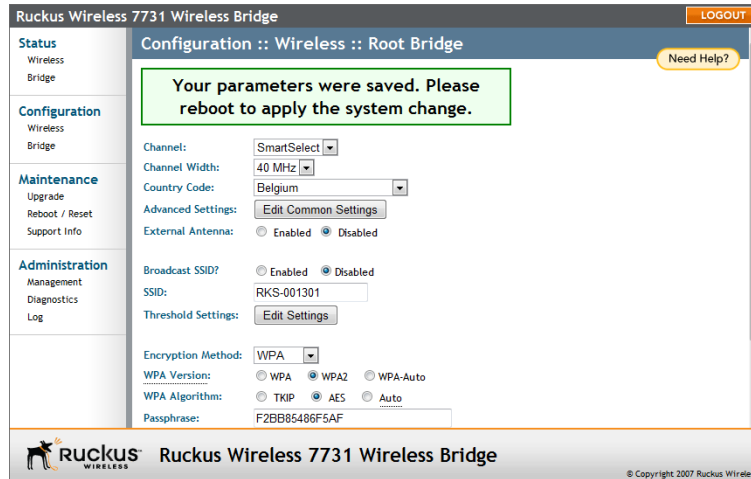 Ruckus Wireless 7731 Wireless Bridge
LOGOUT
Status
Wireless
Bridge
Configuration
Wireless
Bridge
Maintenance
Upgrade
Reboot / Reset
Support Info
Administration
Management
Diagnostics
Log
Configuration :: Wireless :: Root Bridge
Need Help?
Your parameters were saved. Please
reboot to apply the system change.
Channel: SmartSelect
Channel Width: 40 MHz
Country Code: Belgium
Advanced Settings: Edit Common Settings
External Antenna: Enabled Disabled
Broadcast SSID? Enabled Disabled
SSID: RKS-001301
Threshold Settings: Edit Settings
Encryption Method: WPA
WPA Version: WPA WPA2 WPA-Auto
WPA Algorithm: TKIP AES Auto
Passphrase: F2BB85486F5AF
Ruckus WIRELESS
Ruckus Wireless 7731 Wireless Bridge
© Copyright 2007 Ruckus Wirele